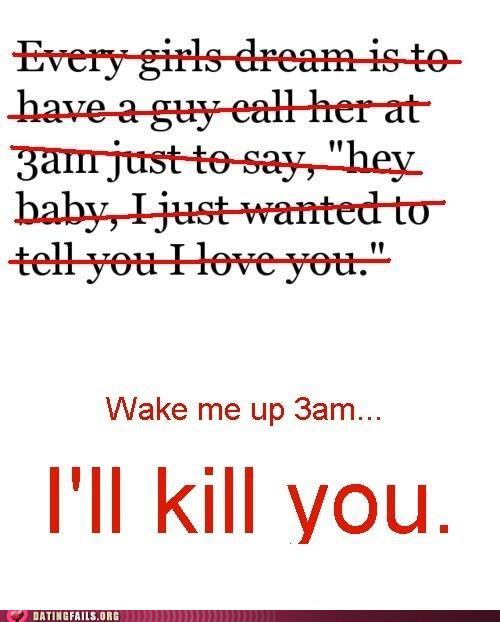 Every girls dream is to
have a guy call her at
3am just to say, "hey
baby, I just wanted to
tell you I love you."
Wake me up 3am...
I'll kill you.
DATINGFAILS.ORG